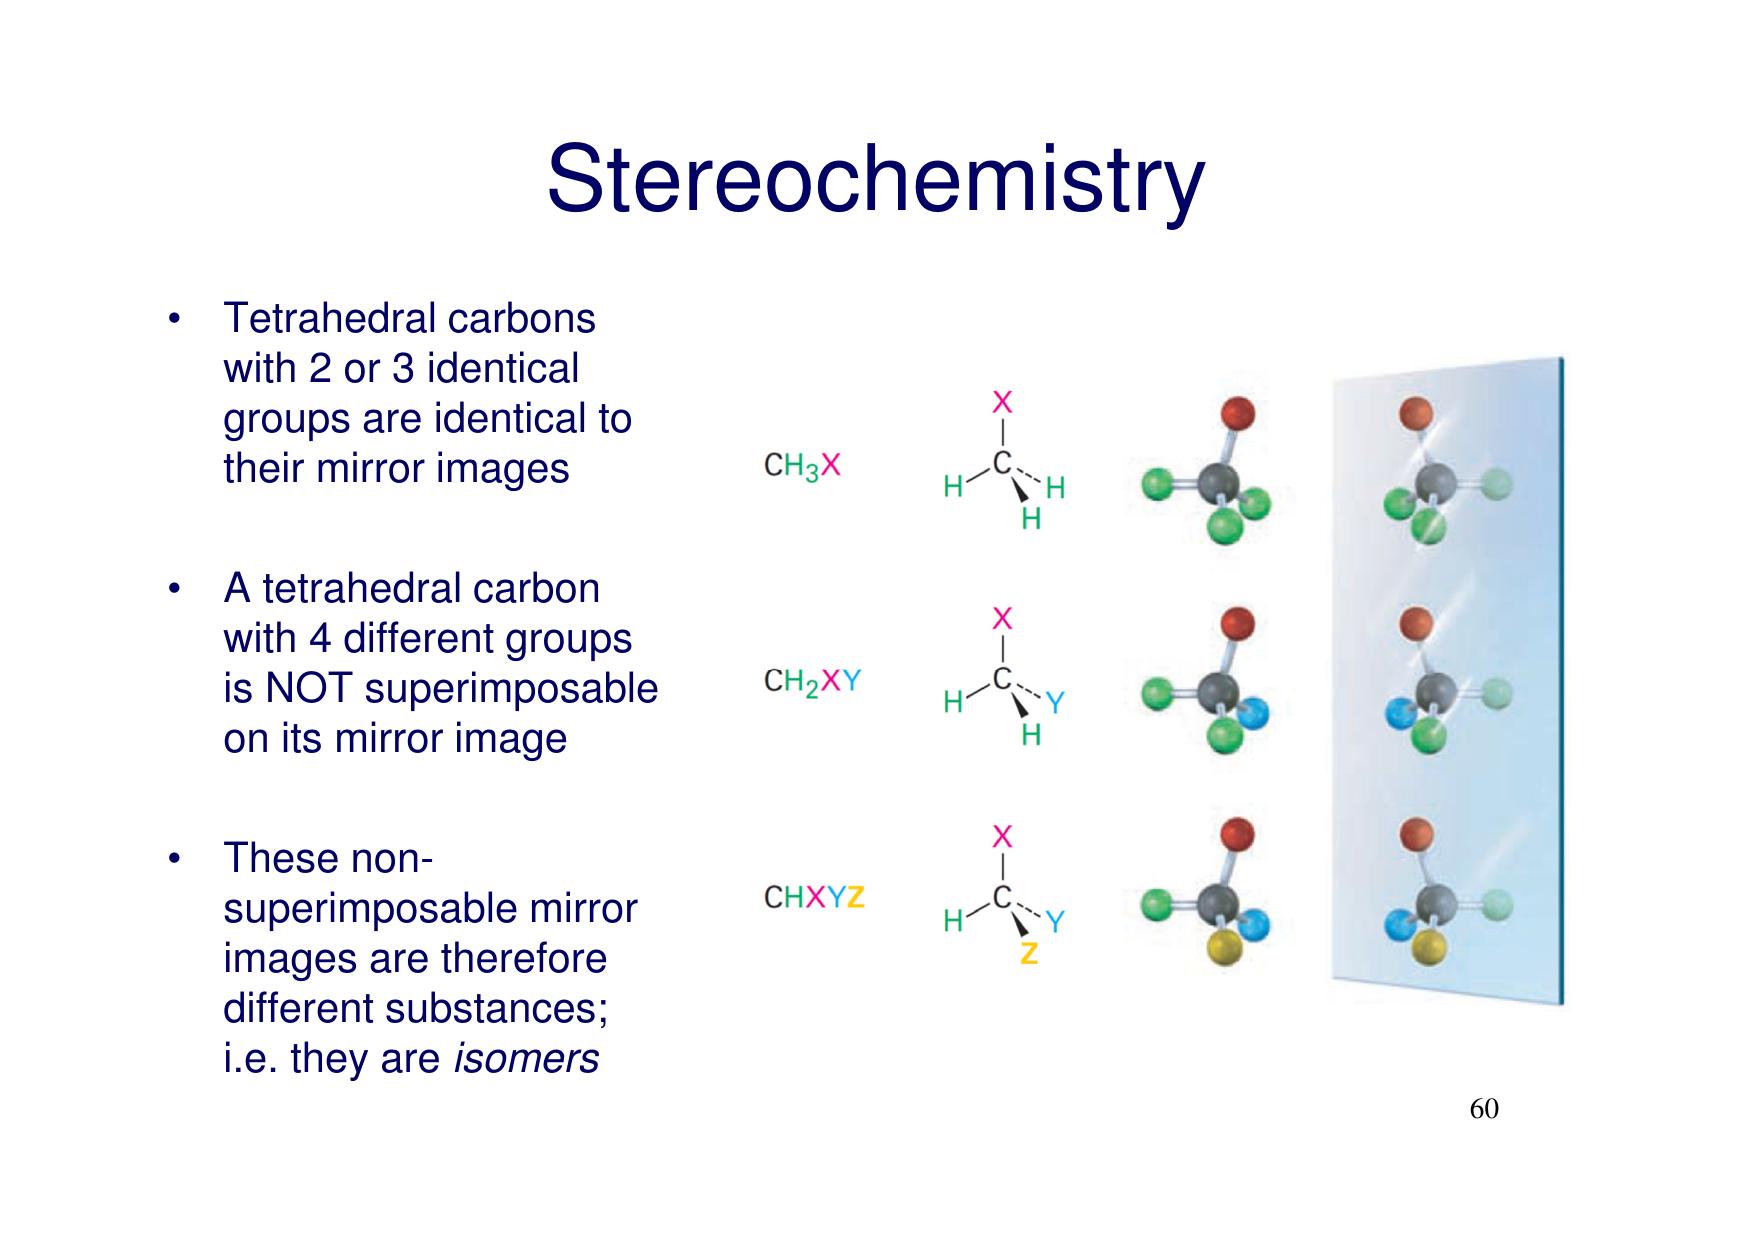 Stereochemistry
• Tetrahedral carbons
with 2 or 3 identical
groups are identical to
their mirror images
• A tetrahedral carbon
with 4 different groups
is NOT superimposable
on its mirror image
• These non-
superimposable mirror
images are therefore
different substances;
i.e. they are isomers
CH₃X
X
C
H
H
H
CH₂XY
X
C
H
Y
H
CHXYZ
X
C
H
Y
Z
60